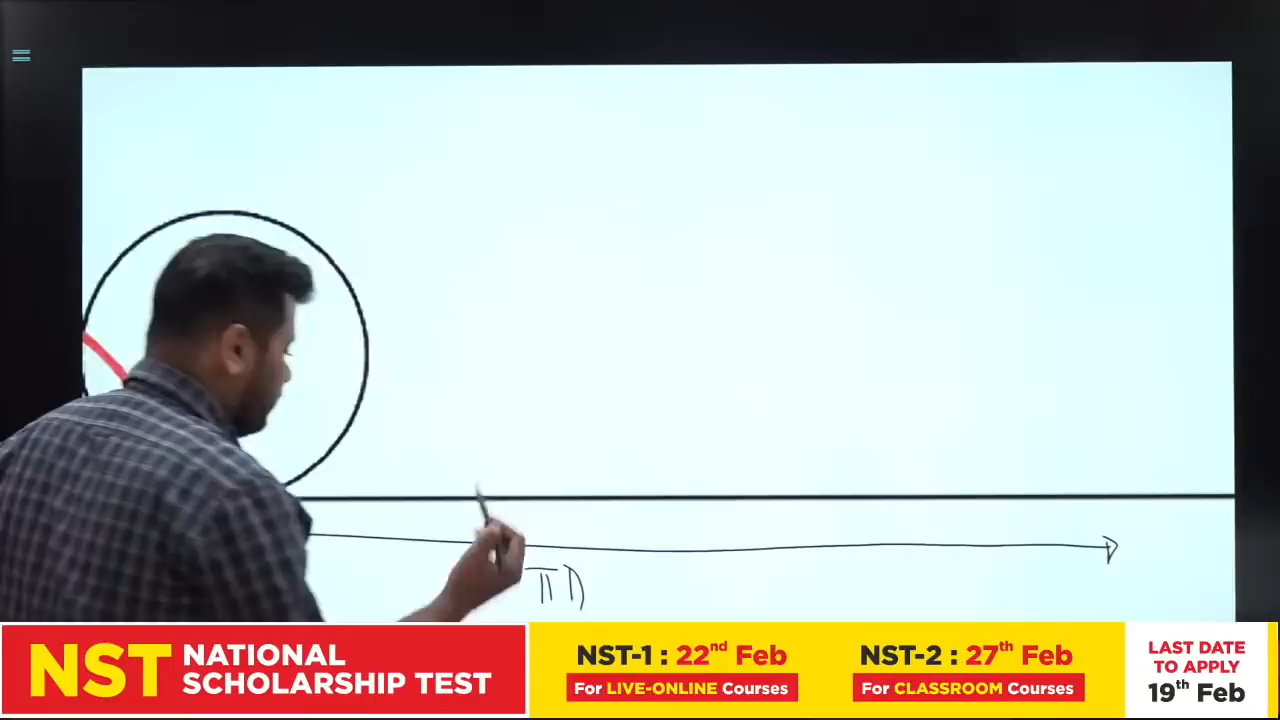 πD
NST NATIONAL
SCHOLARSHIP TEST
NST-1 : 22nd Feb
For LIVE-ONLINE Courses
NST-2 : 27th Feb
For CLASSROOM Courses
LAST DATE
TO APPLY
19th Feb